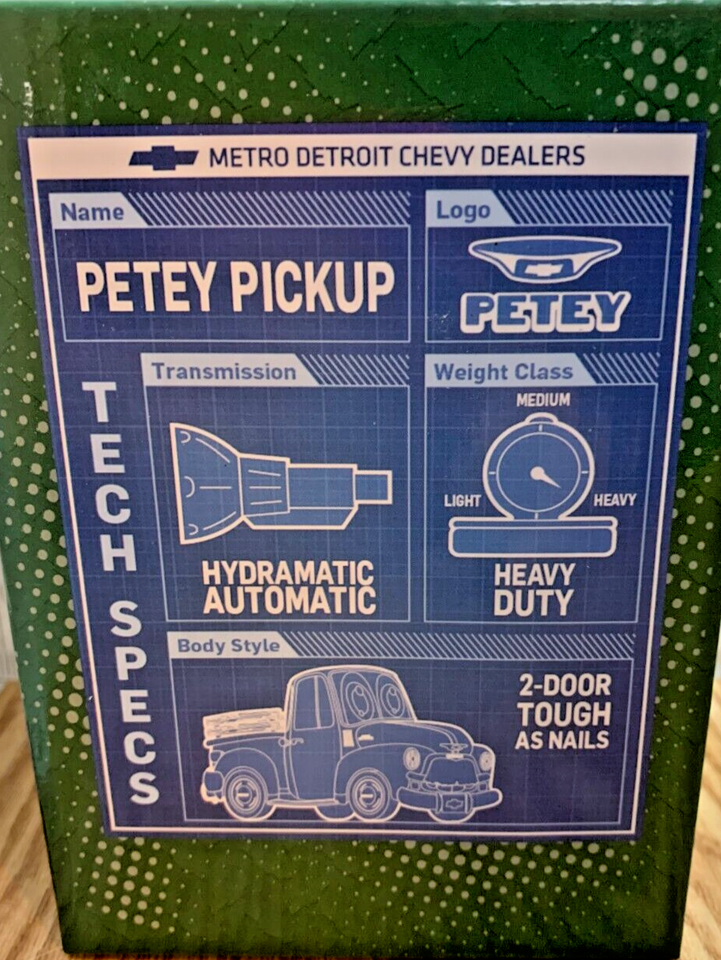 METRO DETROIT CHEVY DEALERS
Name
PETEY PICKUP
Logo
PETEY
TECH SPECS
Transmission
HYDRAMATIC
AUTOMATIC
Weight Class
MEDIUM
LIGHT
HEAVY
HEAVY
DUTY
Body Style
2-DOOR
TOUGH
AS NAILS